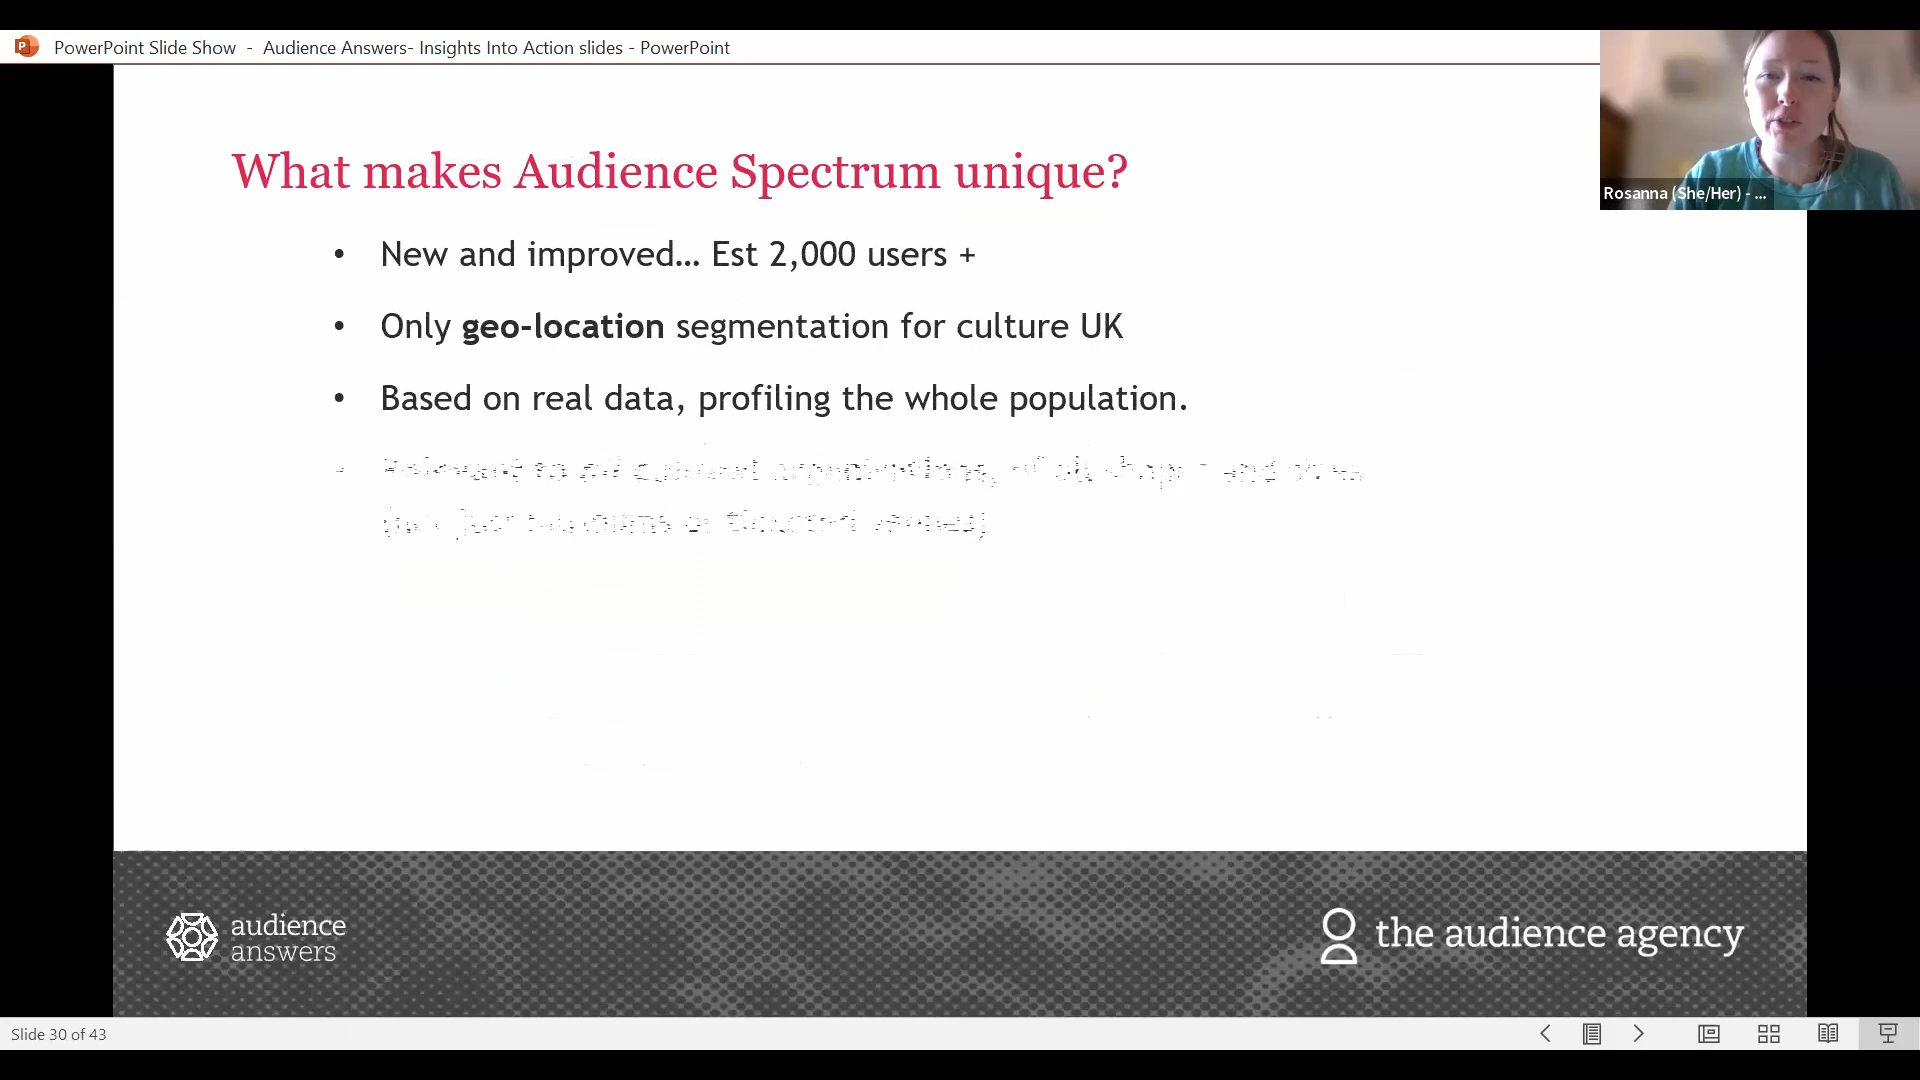 PowerPoint Slide Show - Audience Answers- Insights Into Action slides - PowerPoint
Rosanna (She/Her) - ...
What makes Audience Spectrum unique?
• New and improved... Est 2,000 users +
• Only geo-location segmentation for culture UK
• Based on real data, profiling the whole population.
audience
answers
the audience agency
Slide 30 of 43